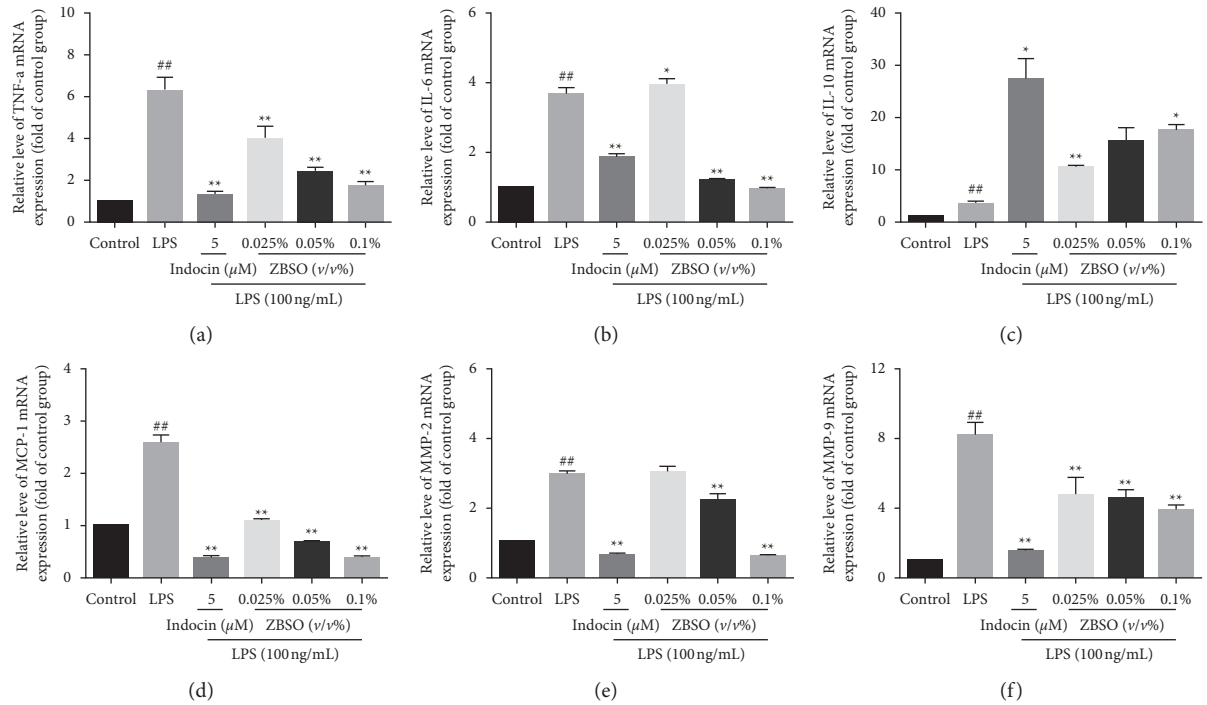 Relative level of TNF-a mRNA
expression (fold of control group)
10
8
6
4
2
0
##
**
**
**
**
Control LPS 5 0.025% 0.05% 0.1%
Indocin (μM) ZBSO (v/v%)
LPS (100 ng/mL)
(a)
Relative level of IL-6 mRNA
expression (fold of control group)
6
4
2
0
##
**
*
**
**
Control LPS 5 0.025% 0.05% 0.1%
Indocin (μM) ZBSO (v/v%)
LPS (100 ng/mL)
(b)
Relative level of IL-10 mRNA
expression (fold of control group)
40
30
20
10
0
##
*
**
*
Control LPS 5 0.025% 0.05% 0.1%
Indocin (μM) ZBSO (v/v%)
LPS (100 ng/mL)
(c)
Relative level of MCP-1 mRNA
expression (fold of control group)
4
3
2
1
0
##
**
**
**
**
Control LPS 5 0.025% 0.05% 0.1%
Indocin (μM) ZBSO (v/v%)
LPS (100 ng/mL)
(d)
Relative level of MMP-2 mRNA
expression (fold of control group)
6
4
2
0
##
**
**
**
Control LPS 5 0.025% 0.05% 0.1%
Indocin (μM) ZBSO (v/v%)
LPS (100 ng/mL)
(e)
Relative level of MMP-9 mRNA
expression (fold of control group)
12
8
4
0
##
**
**
**
**
Control LPS 5 0.025% 0.05% 0.1%
Indocin (μM) ZBSO (v/v%)
LPS (100 ng/mL)
(f)